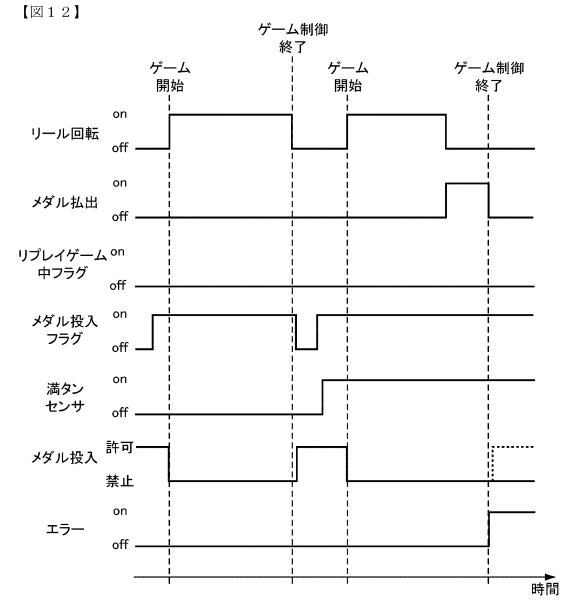 【図１２】
ゲーム制御
終了
ゲーム
開始
ゲーム
開始
ゲーム制御
終了
リール回転
on
off
メダル払出
on
off
リプレイゲーム
中フラグ
on
off
メダル投入
フラグ
on
off
満タン
センサ
on
off
メダル投入
許可
禁止
エラー
on
off
時間